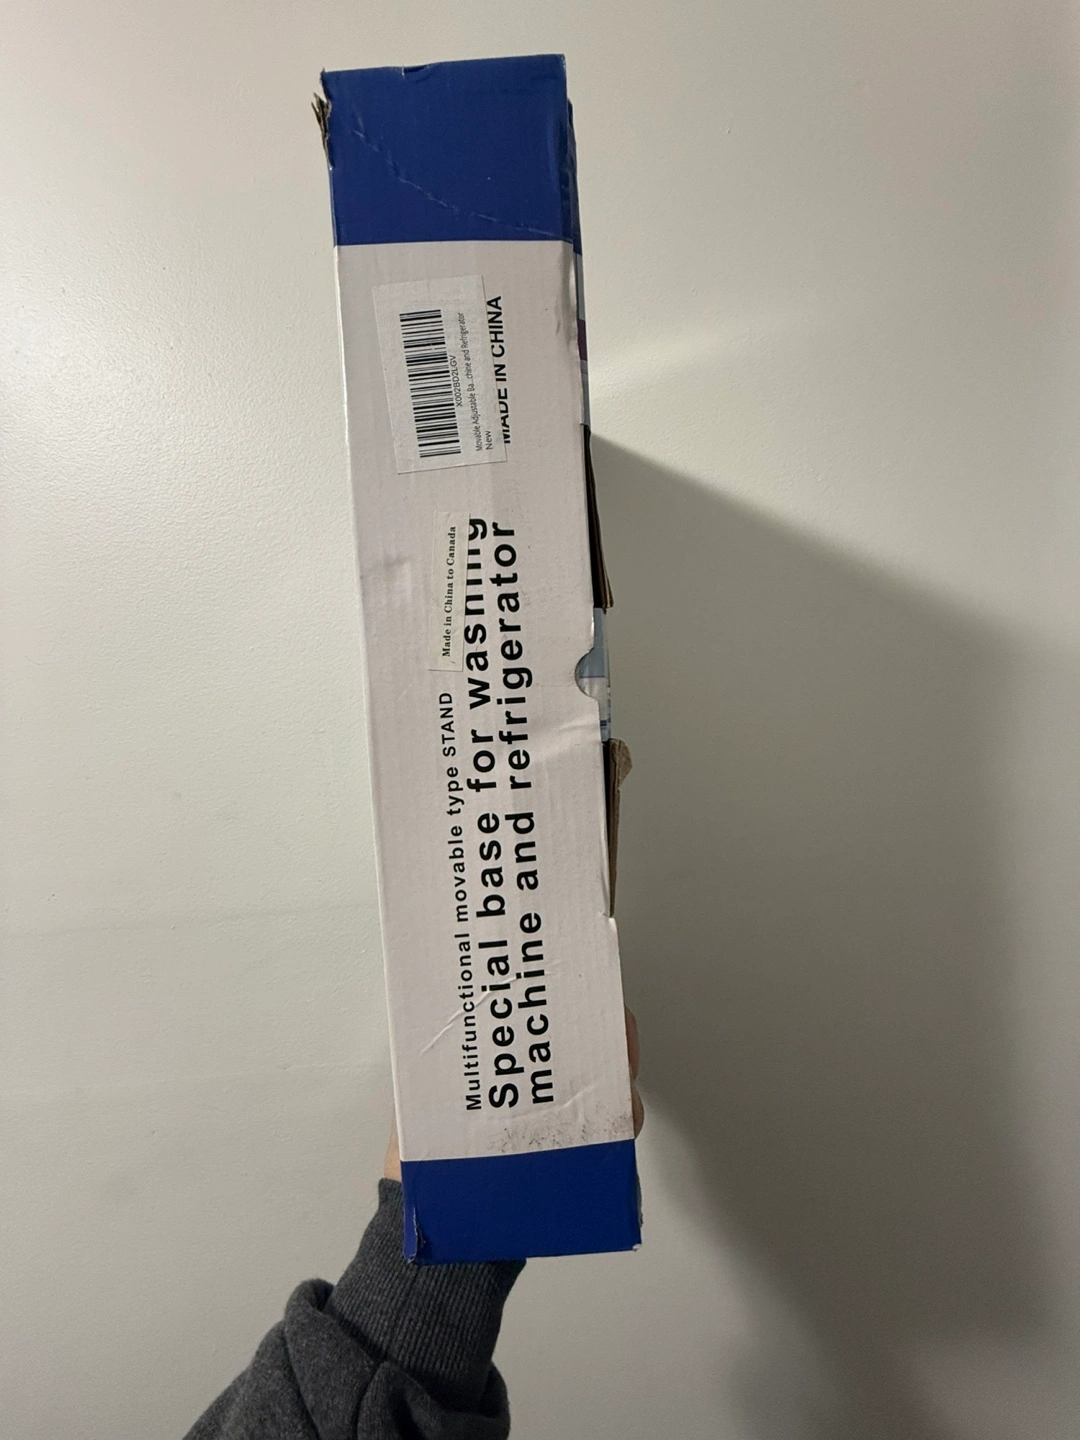 X002BD2LGV
Movable Adjustable Ba...chine and Refrigerator
New
MADE IN CHINA
Made in China to Canada
Multifunctional movable type STAND
Special base for washing
machine and refrigerator